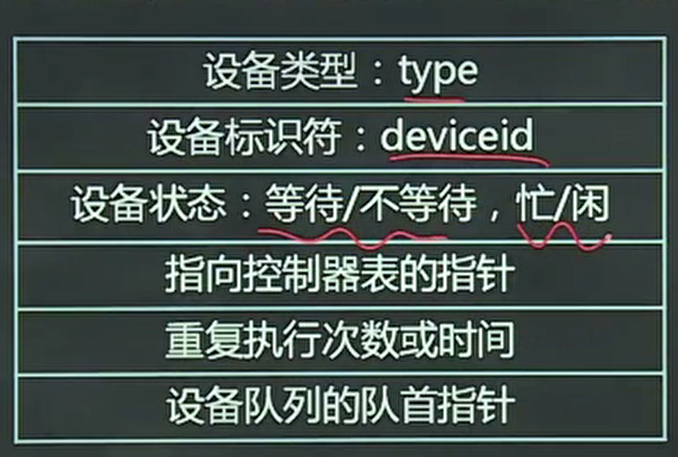 设备类型：type
设备标识符：deviceid
设备状态：等待/不等待，忙/闲
指向控制器表的指针
重复执行次数或时间
设备队列的队首指针